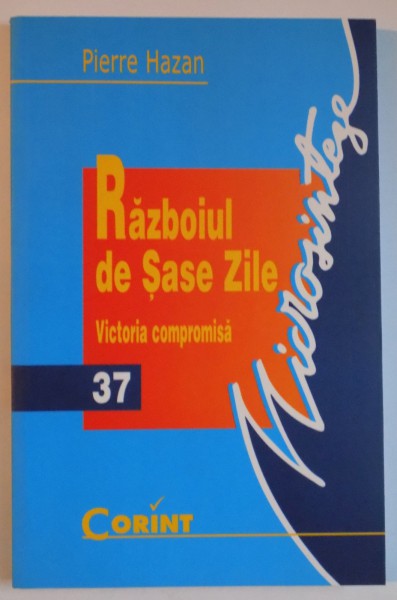 Pierre Hazan
Războiul
de Șase Zile
Victoria compromisă
37
Microsinteze
CORINT